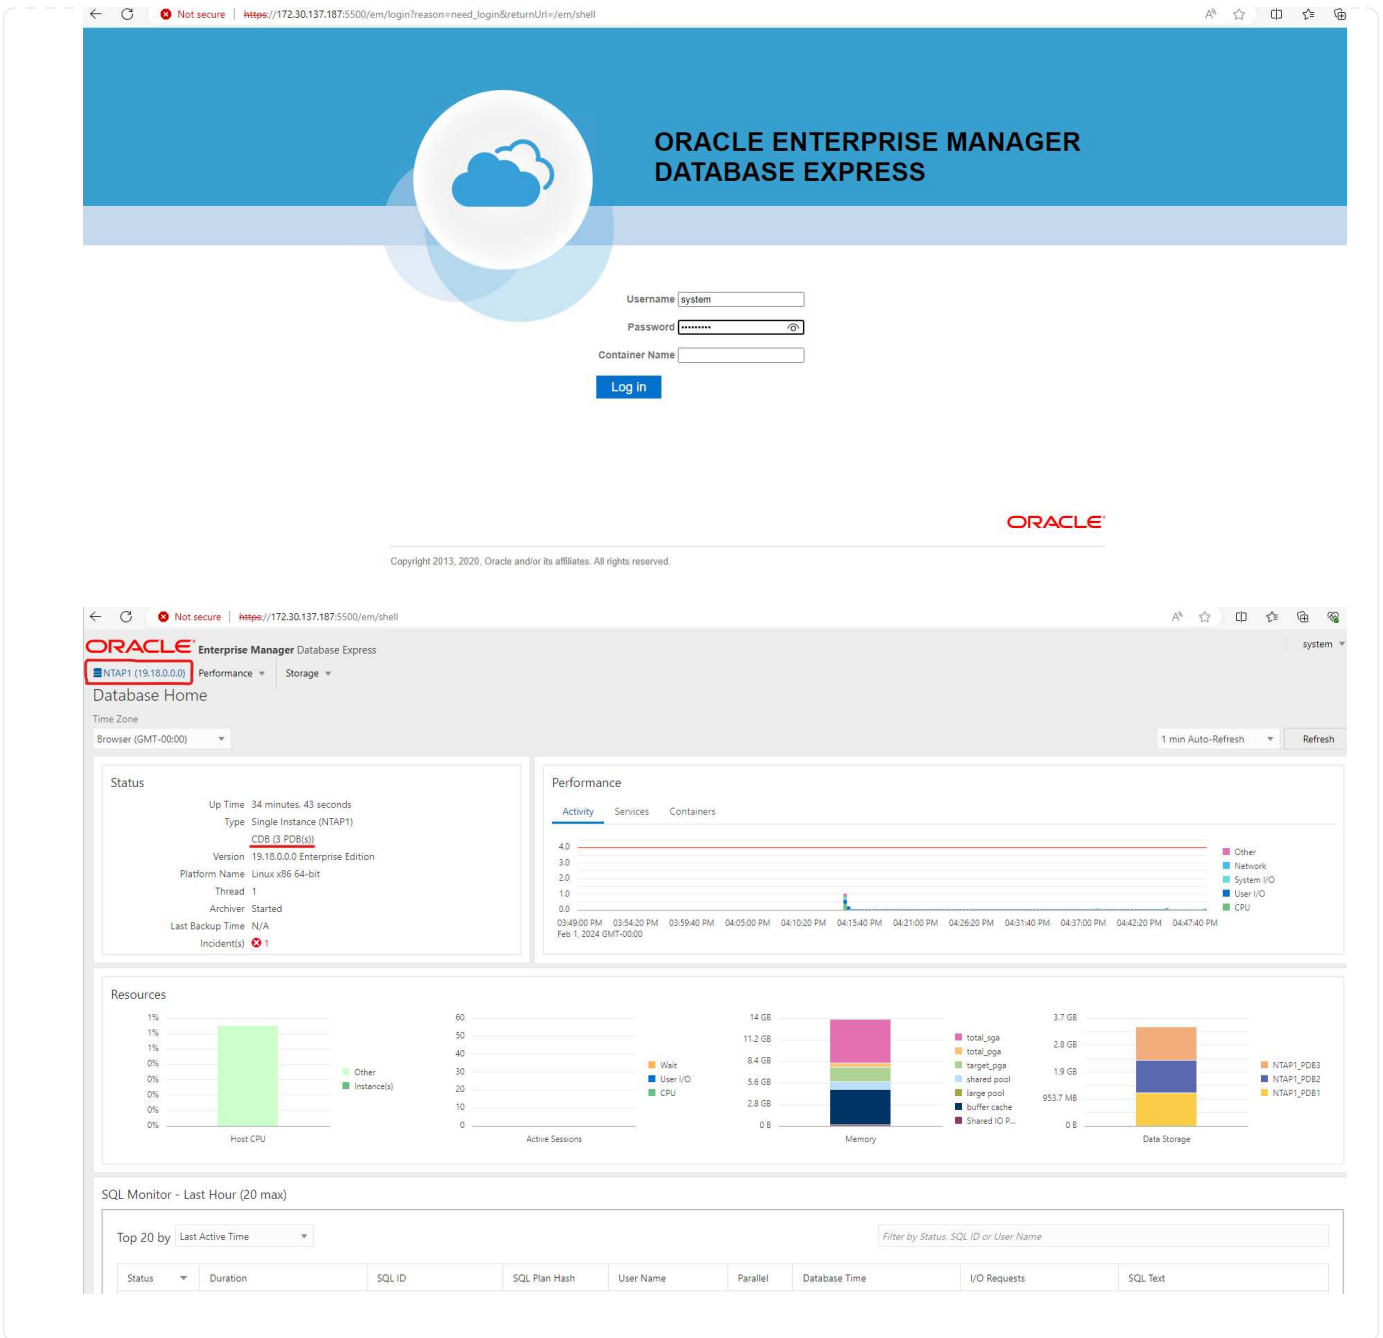 Not secure | https://172.30.137.187:5500/em/login?reason=need_login&returnUrl=/em/shell
ORACLE ENTERPRISE MANAGER
DATABASE EXPRESS
Username system
Password •••••••••
Container Name
Log in
ORACLE
Copyright 2013, 2020, Oracle and/or its affiliates. All rights reserved.
Not secure | https://172.30.137.187:5500/em/shell
ORACLE Enterprise Manager Database Express
system
NTAP1 (19.18.0.0.0) Performance Storage
Database Home
Time Zone
Browser (GMT-00:00)
1 min Auto-Refresh Refresh
Status
Up Time 34 minutes, 43 seconds
Type Single Instance (NTAP1)
CDB (3 PDB(s))
Version 19.18.0.0.0 Enterprise Edition
Platform Name Linux x86 64-bit
Thread 1
Archiver Started
Last Backup Time N/A
Incident(s) 1
Performance
Activity Services Containers
4.0
3.0
2.0
1.0
0.0
03:49:00 PM 03:54:20 PM 03:59:40 PM 04:05:00 PM 04:10:20 PM 04:15:40 PM 04:21:00 PM 04:26:20 PM 04:31:40 PM 04:37:00 PM 04:42:20 PM 04:47:40 PM
Feb 1, 2024 GMT-00:00
Other
Network
System I/O
User I/O
CPU
Resources
1%
1%
1%
0%
0%
0%
0%
0%
Host CPU
Other
Instance(s)
60
50
40
30
20
10
0
Active Sessions
Wait
User I/O
CPU
14 GB
11.2 GB
8.4 GB
5.6 GB
2.8 GB
0 B
Memory
total_sga
total_pga
target_pga
shared pool
large pool
buffer cache
Shared IO P...
3.7 GB
2.8 GB
1.9 GB
953.7 MB
0 B
Data Storage
NTAP1_PDB3
NTAP1_PDB2
NTAP1_PDB1
SQL Monitor - Last Hour (20 max)
Top 20 by Last Active Time
Filter by Status, SQL ID or User Name
Status Duration SQL ID SQL Plan Hash User Name Parallel Database Time I/O Requests SQL Text